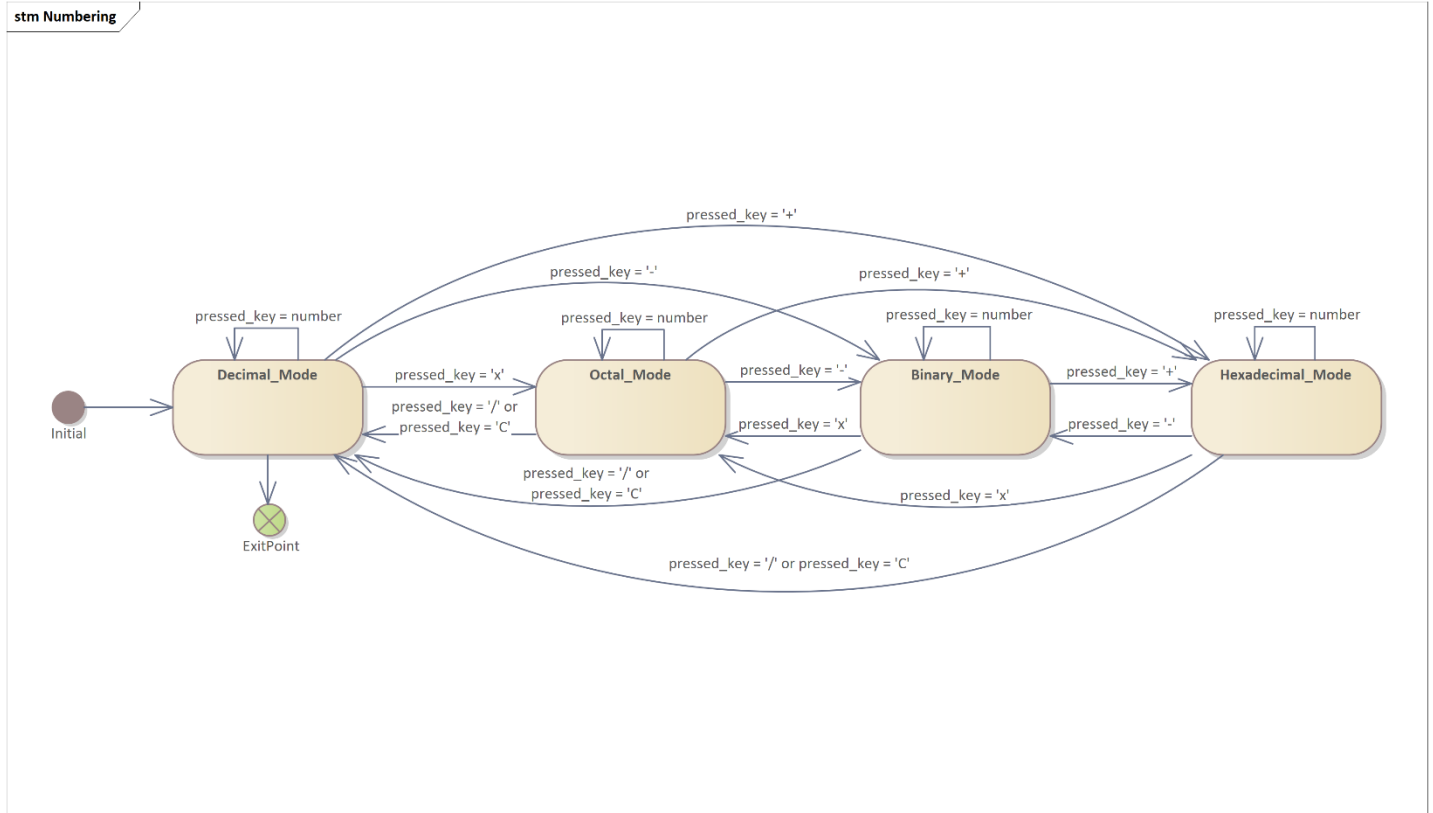 stm Numbering
pressed_key = '+'
pressed_key = '-'
pressed_key = '+'
pressed_key = number
pressed_key = number
pressed_key = number
pressed_key = number
Decimal_Mode
Octal_Mode
Binary_Mode
Hexadecimal_Mode
pressed_key = 'x'
pressed_key = '-'
pressed_key = '+'
Initial
pressed_key = '/' or
pressed_key = 'C'
pressed_key = 'x'
pressed_key = '-'
pressed_key = '/' or
pressed_key = 'C'
pressed_key = 'x'
ExitPoint
pressed_key = '/' or pressed_key = 'C'